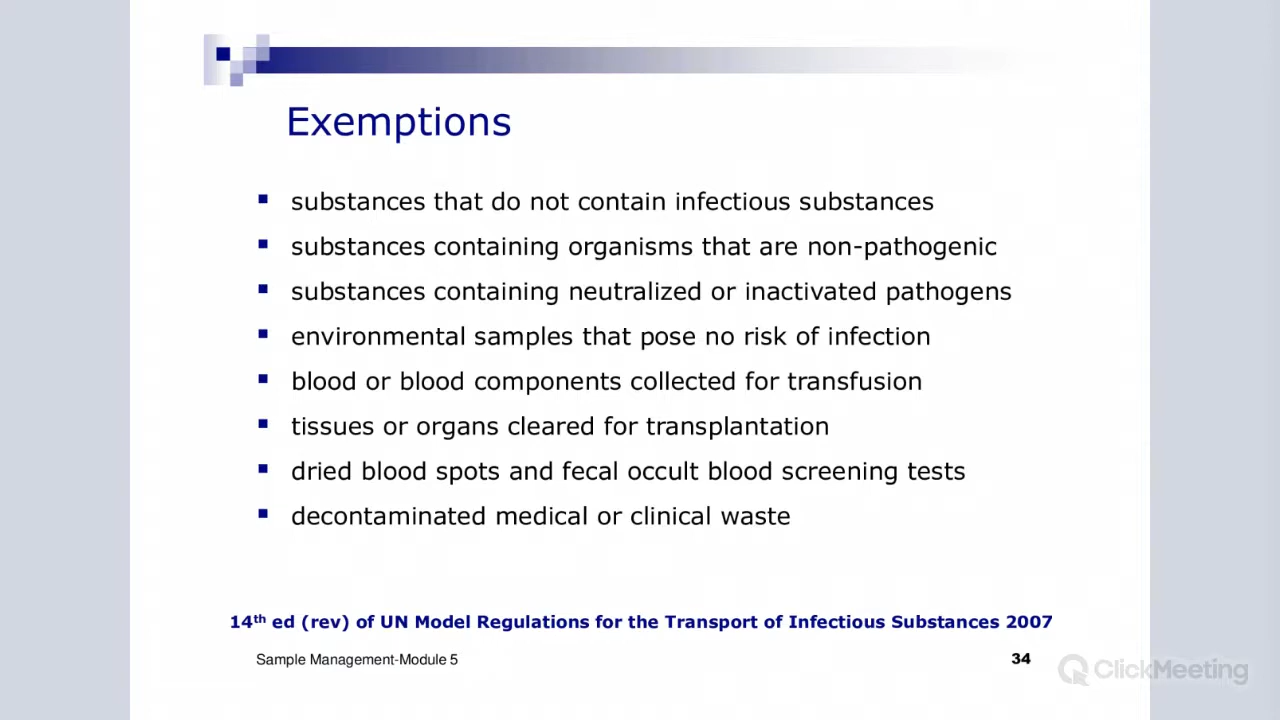 Exemptions
substances that do not contain infectious substances
substances containing organisms that are non-pathogenic
substances containing neutralized or inactivated pathogens
environmental samples that pose no risk of infection
blood or blood components collected for transfusion
tissues or organs cleared for transplantation
dried blood spots and fecal occult blood screening tests
decontaminated medical or clinical waste
14th ed (rev) of UN Model Regulations for the Transport of Infectious Substances 2007
Sample Management-Module 5
34
ClickMeeting